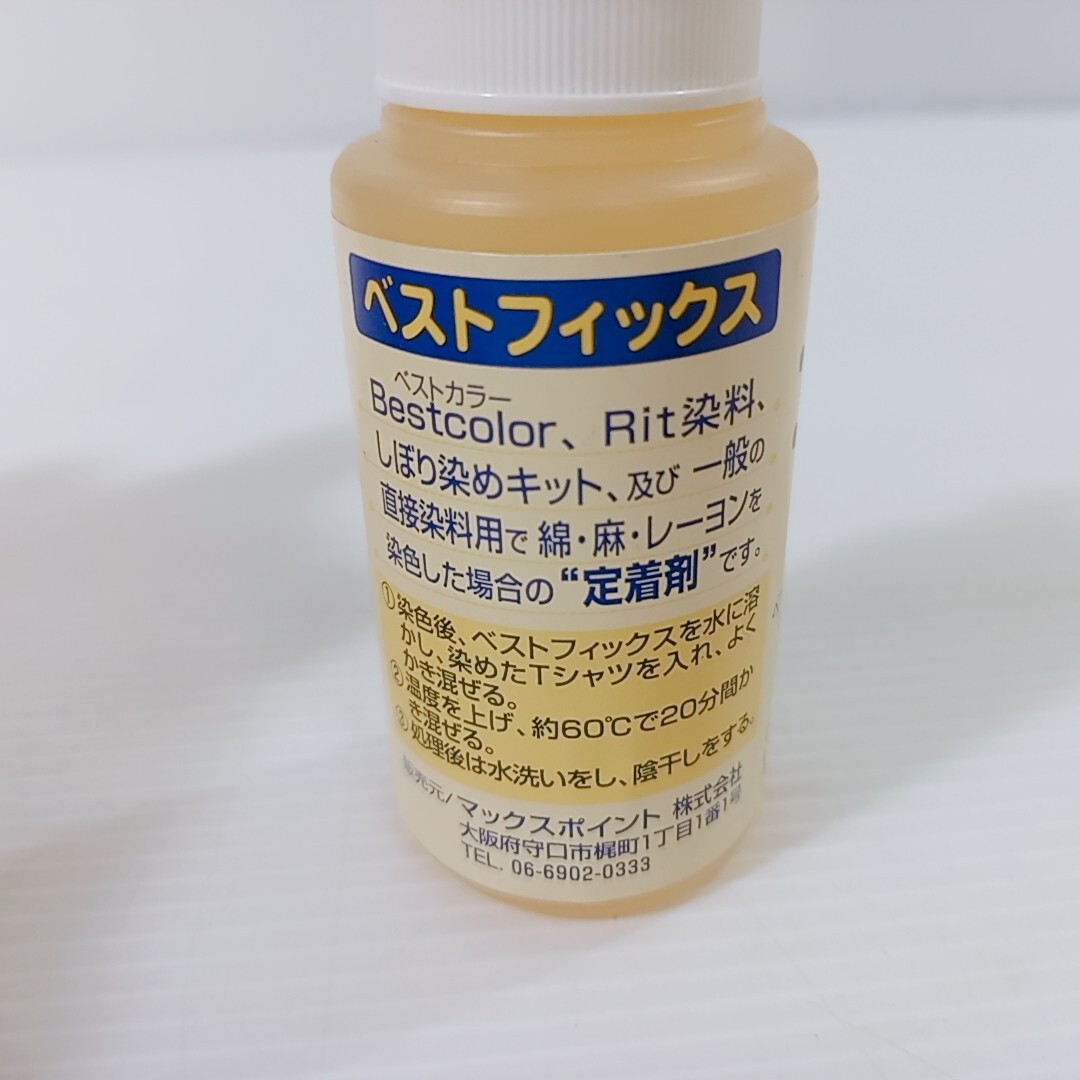 ベストフィックス
ベストカラー
Bestcolor、Rit染料、
しぼり染めキット、及び 一般の
直接染料用で 綿・麻・レーヨンを
染色した場合の“定着剤”です。
①染色後、ベストフィックスを水に溶
かし、染めたTシャツを入れ、よく
かき混ぜる。
②温度を上げ、約60℃で20分間か
き混ぜる。
③処理後は水洗いをし、陰干しをする。
販売元/マックスポイント 株式会社
大阪府守口市梶町1丁目1番1号
TEL. 06-6902-0333